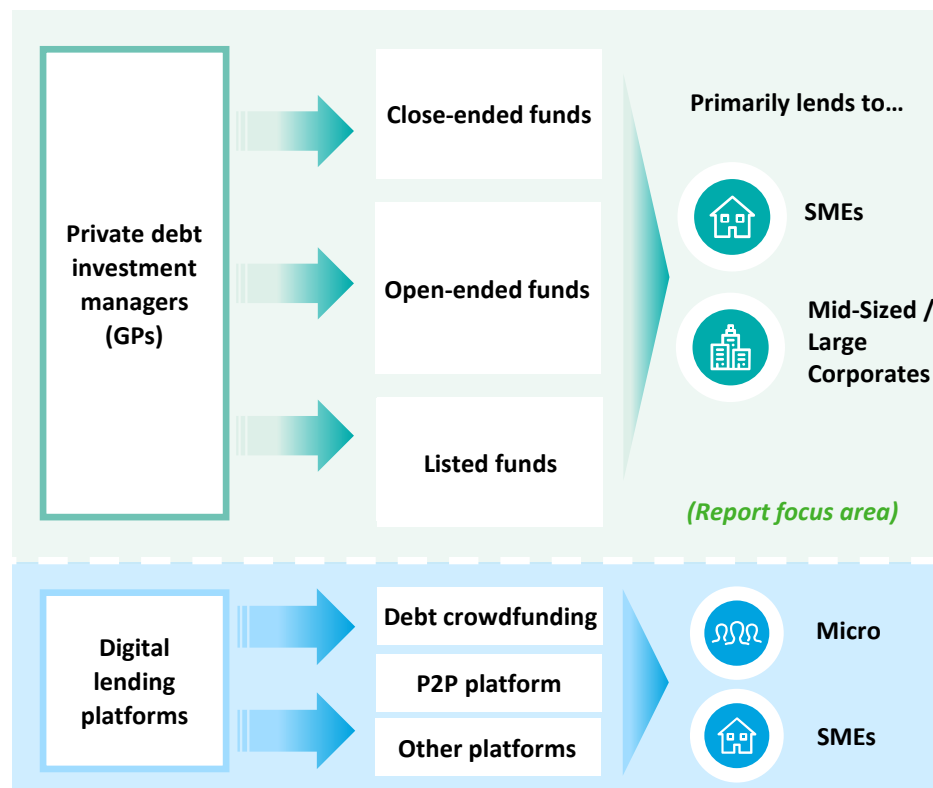 Private debt
investment
managers
(GPs)
Close-ended funds
Open-ended funds
Listed funds
Primarily lends to…
SMEs
Mid-Sized /
Large
Corporates
(Report focus area)
Digital
lending
platforms
Debt crowdfunding
P2P platform
Other platforms
Micro
SMEs